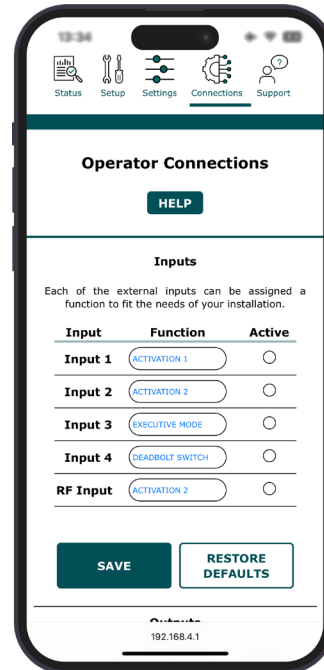 13:34
?
Status Setup Settings Connections Support
Operator Connections
HELP
Inputs
Each of the external inputs can be assigned a
function to fit the needs of your installation.
Input Function Active
Input 1 ACTIVATION 1
Input 2 ACTIVATION 2
Input 3 EXECUTIVE MODE
Input 4 DEADBOLT SWITCH
RF Input ACTIVATION 2
SAVE
RESTORE
DEFAULTS
192.168.4.1